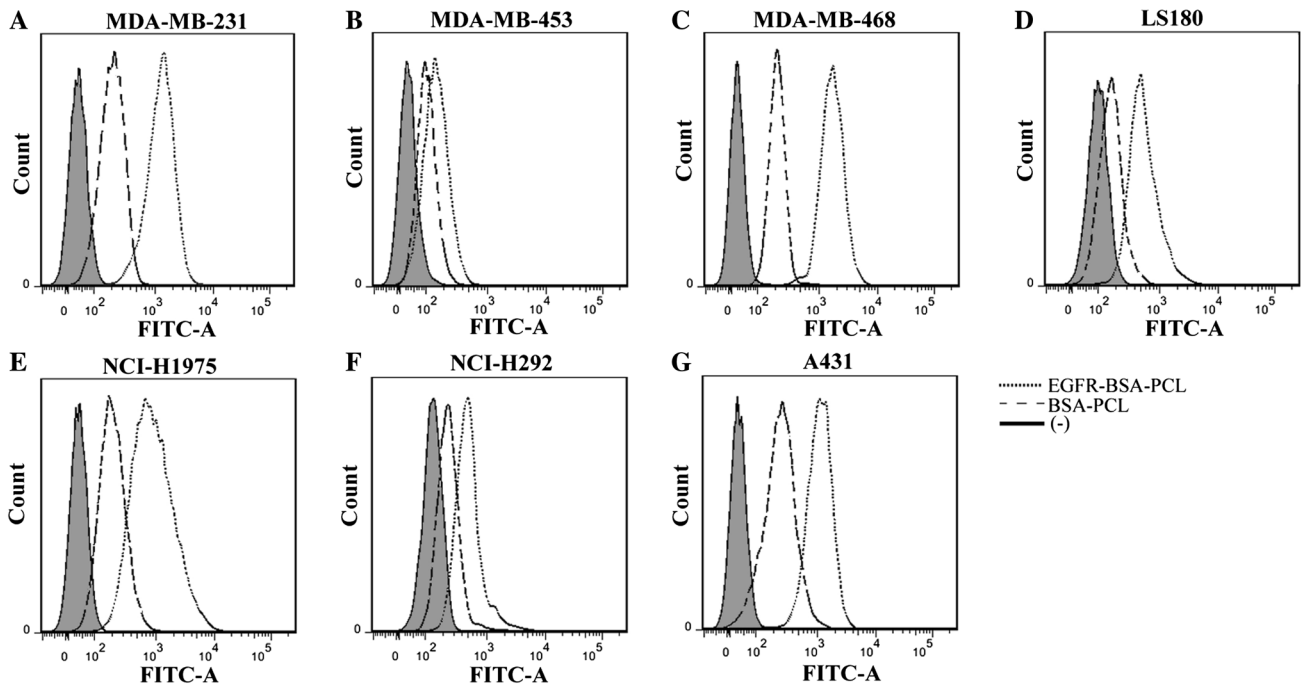 A
MDA-MB-231
Count
0
0 10² 10³ 10⁴ 10⁵
FITC-A
B
MDA-MB-453
Count
0
0 10² 10³ 10⁴ 10⁵
FITC-A
C
MDA-MB-468
Count
0
0 10² 10³ 10⁴ 10⁵
FITC-A
D
LS180
Count
0
0 10² 10³ 10⁴ 10⁵
FITC-A
E
NCI-H1975
Count
0
0 10² 10³ 10⁴ 10⁵
FITC-A
F
NCI-H292
Count
0
0 10² 10³ 10⁴ 10⁵
FITC-A
G
A431
Count
0
0 10² 10³ 10⁴ 10⁵
FITC-A
EGFR-BSA-PCL
BSA-PCL
(-)